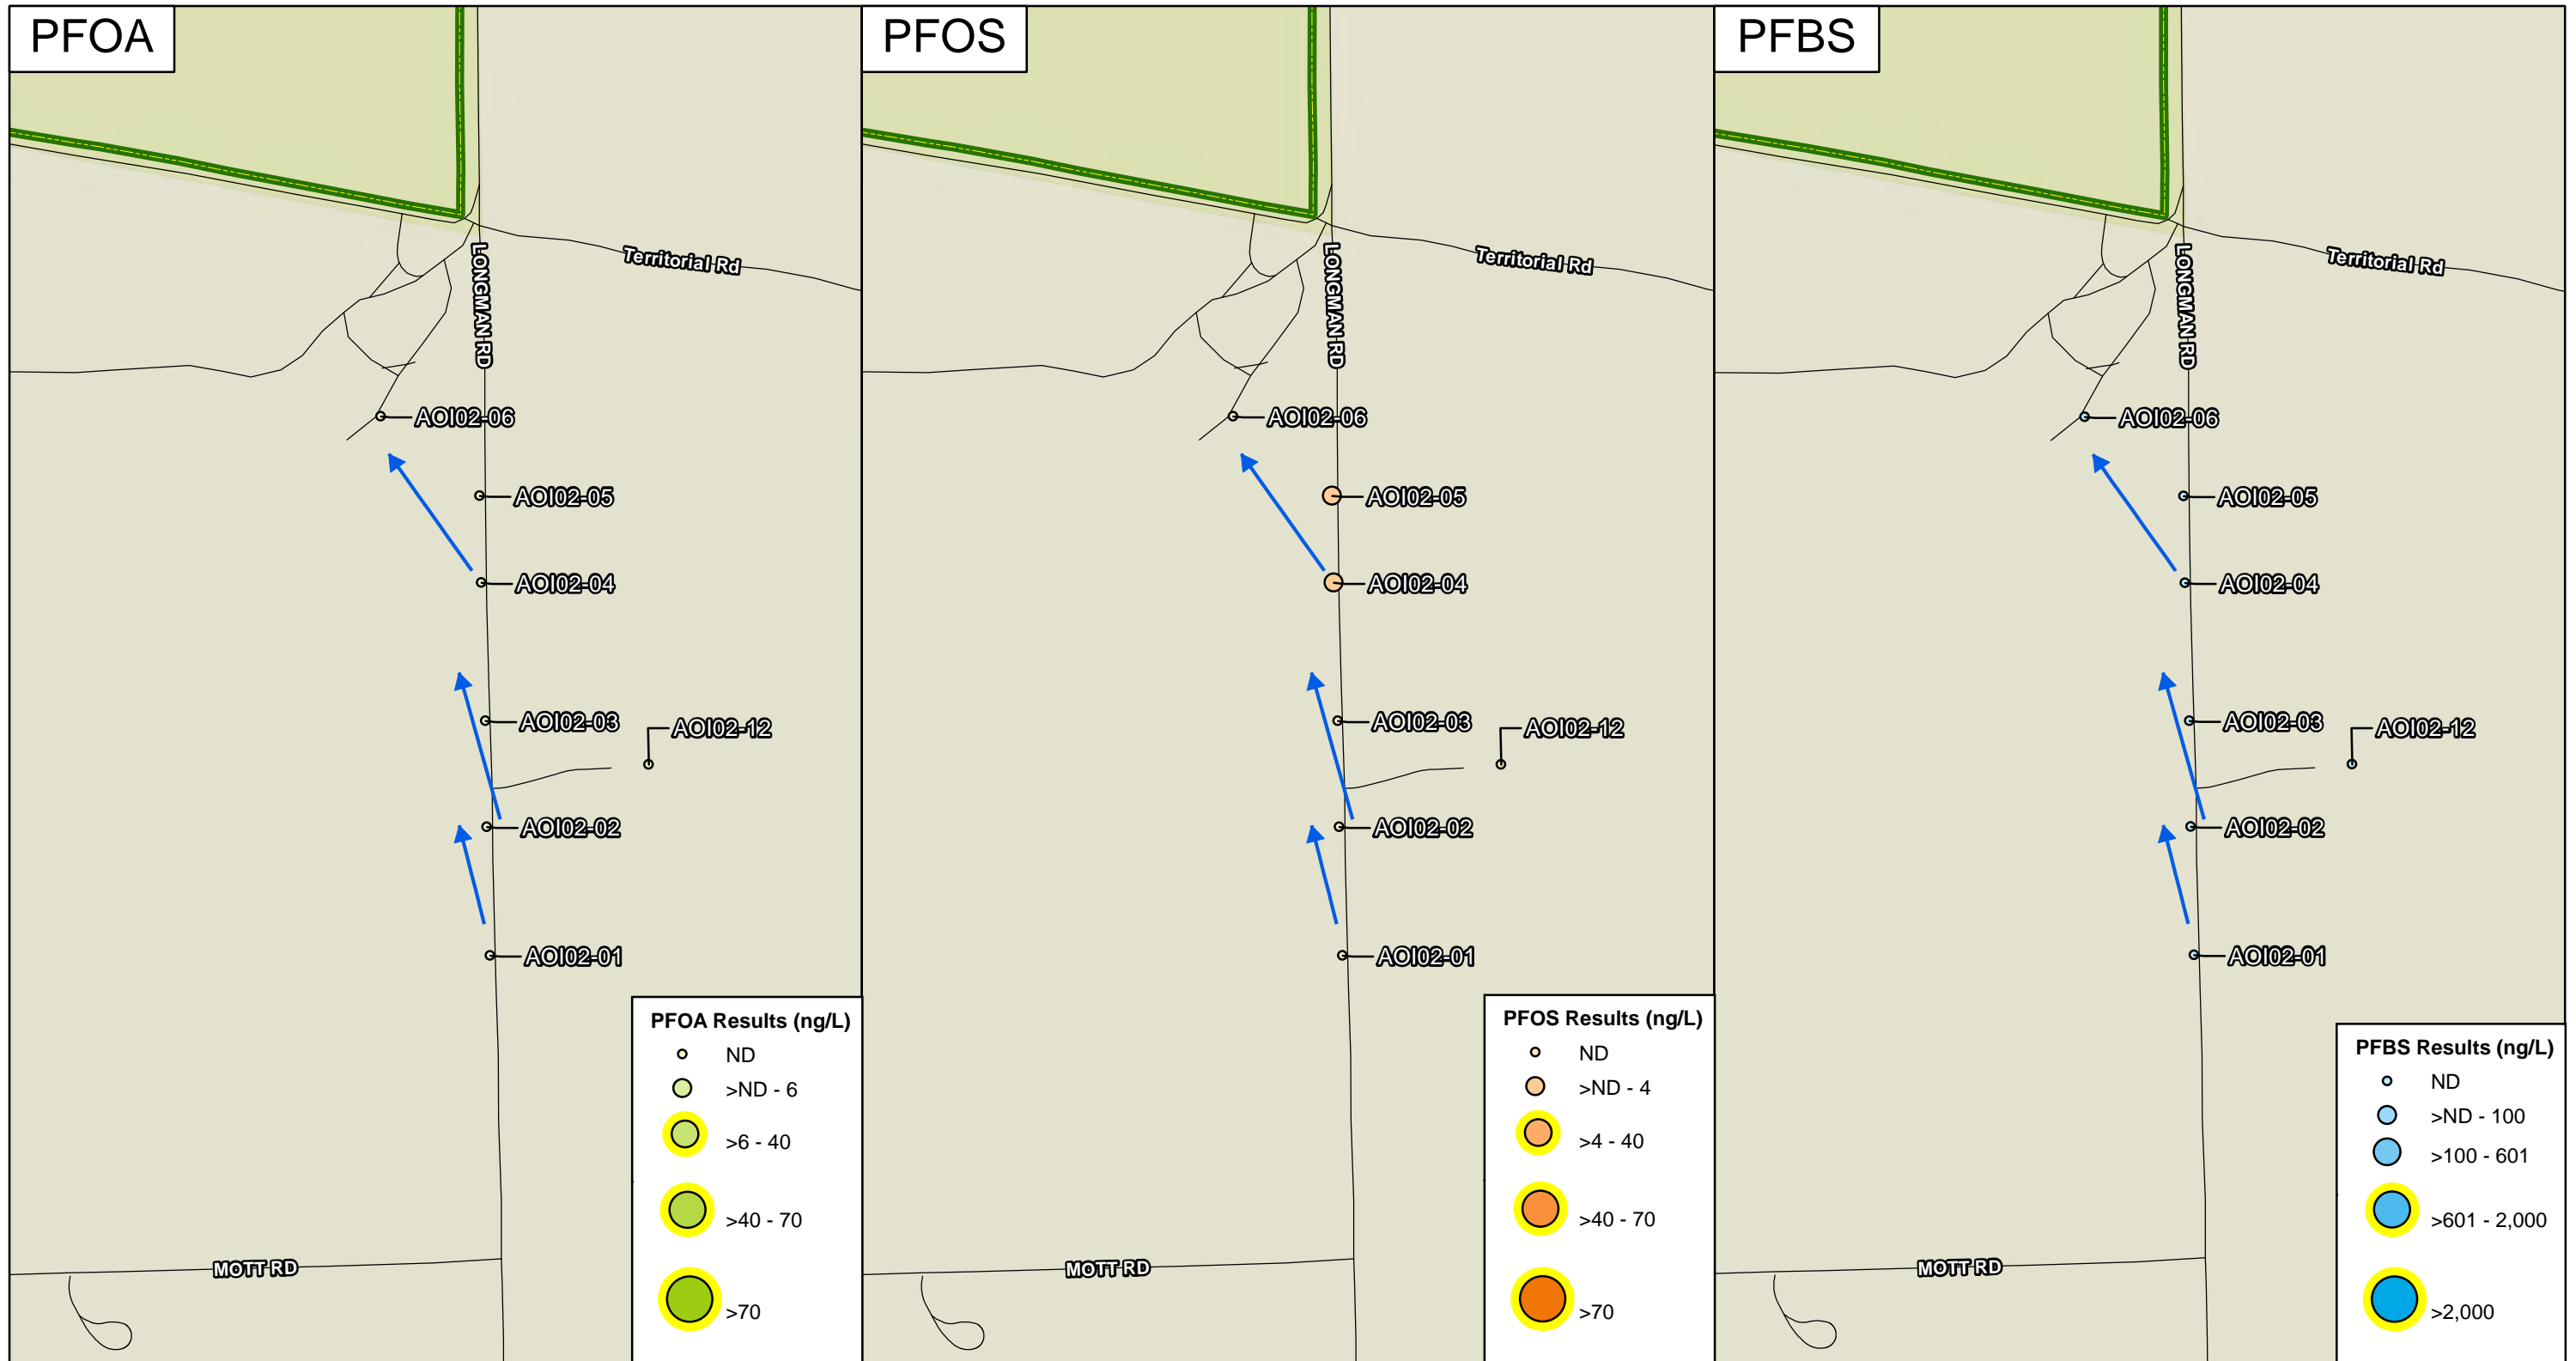 PFOA
Territorial Rd
LONGMAN RD
AOI02-06
AOI02-05
AOI02-04
AOI02-03
AOI02-12
AOI02-02
AOI02-01
MOTT RD
PFOA Results (ng/L)
ND
>ND - 6
>6 - 40
>40 - 70
>70
PFOS
Territorial Rd
LONGMAN RD
AOI02-06
AOI02-05
AOI02-04
AOI02-03
AOI02-12
AOI02-02
AOI02-01
MOTT RD
PFOS Results (ng/L)
ND
>ND - 4
>4 - 40
>40 - 70
>70
PFBS
Territorial Rd
LONGMAN RD
AOI02-06
AOI02-05
AOI02-04
AOI02-03
AOI02-12
AOI02-02
AOI02-01
MOTT RD
PFBS Results (ng/L)
ND
>ND - 100
>100 - 601
>601 - 2,000
>2,000